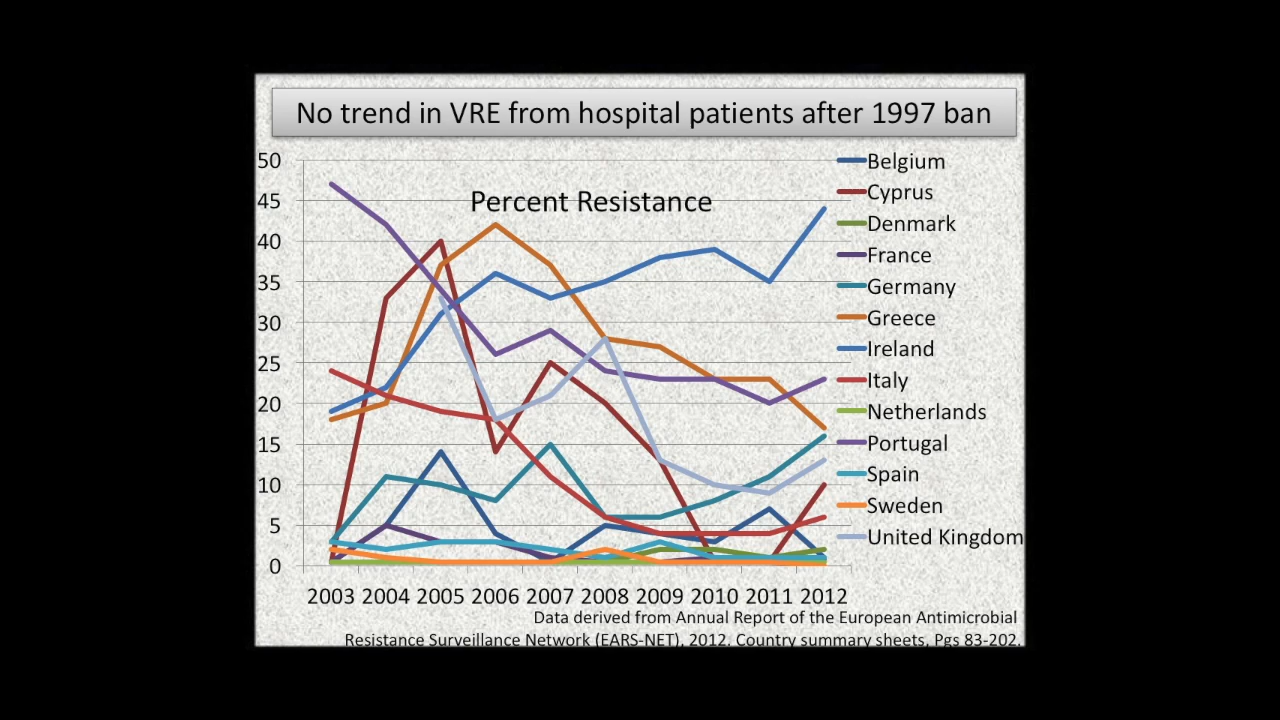 No trend in VRE from hospital patients after 1997 ban
Percent Resistance
50
45
40
35
30
25
20
15
10
5
0
2003 2004 2005 2006 2007 2008 2009 2010 2011 2012
Belgium
Cyprus
Denmark
France
Germany
Greece
Ireland
Italy
Netherlands
Portugal
Spain
Sweden
United Kingdom
Data derived from Annual Report of the European Antimicrobial
Resistance Surveillance Network (EARS-NET), 2012. Country summary sheets, Pgs 83-202.